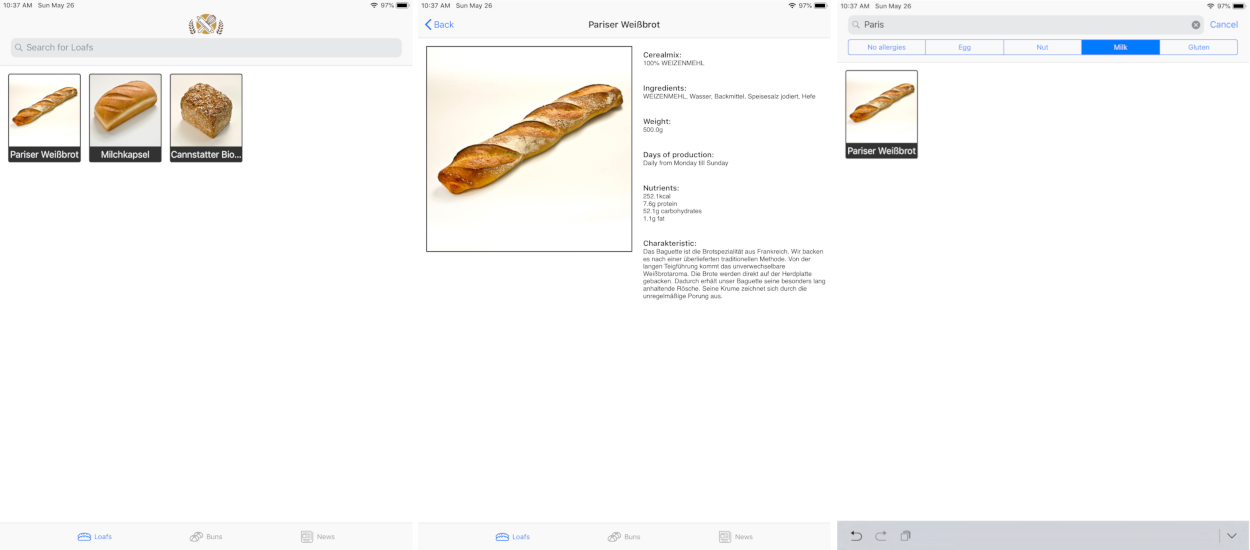 10:37 AM Sun May 26
97%
Search for Loafs
Pariser Weißbrot
Milchkapsel
Cannstatter Bio...
Loafs
Buns
News
10:37 AM Sun May 26
97%
Back
Pariser Weißbrot
Cerealmix:
100% WEIZENMEHL
Ingredients:
WEIZENMEHL, Wasser, Backmittel, Speisesalz jodiert, Hefe
Weight:
500.0g
Days of production:
Daily from Monday till Sunday
Nutrients:
252.1kcal
7.6g protein
52.1g carbohydrates
1.1g fat
Charakteristic:
Das Baguette ist die Brotspezialität aus Frankreich. Wir backen
es nach einer überlieferten traditionellen Methode. Von der
langen Teigführung kommt das unverwechselbare
Weißbrotaroma. Die Brote werden direkt auf der Herdplatte
gebacken. Dadurch erhält unser Baguette seine besonders lang
anhaltende Rösche. Seine Krume zeichnet sich durch die
unregelmäßige Porung aus.
Loafs
Buns
News
10:37 AM Sun May 26
97%
Paris
Cancel
No allergies
Egg
Nut
Milk
Gluten
Pariser Weißbrot